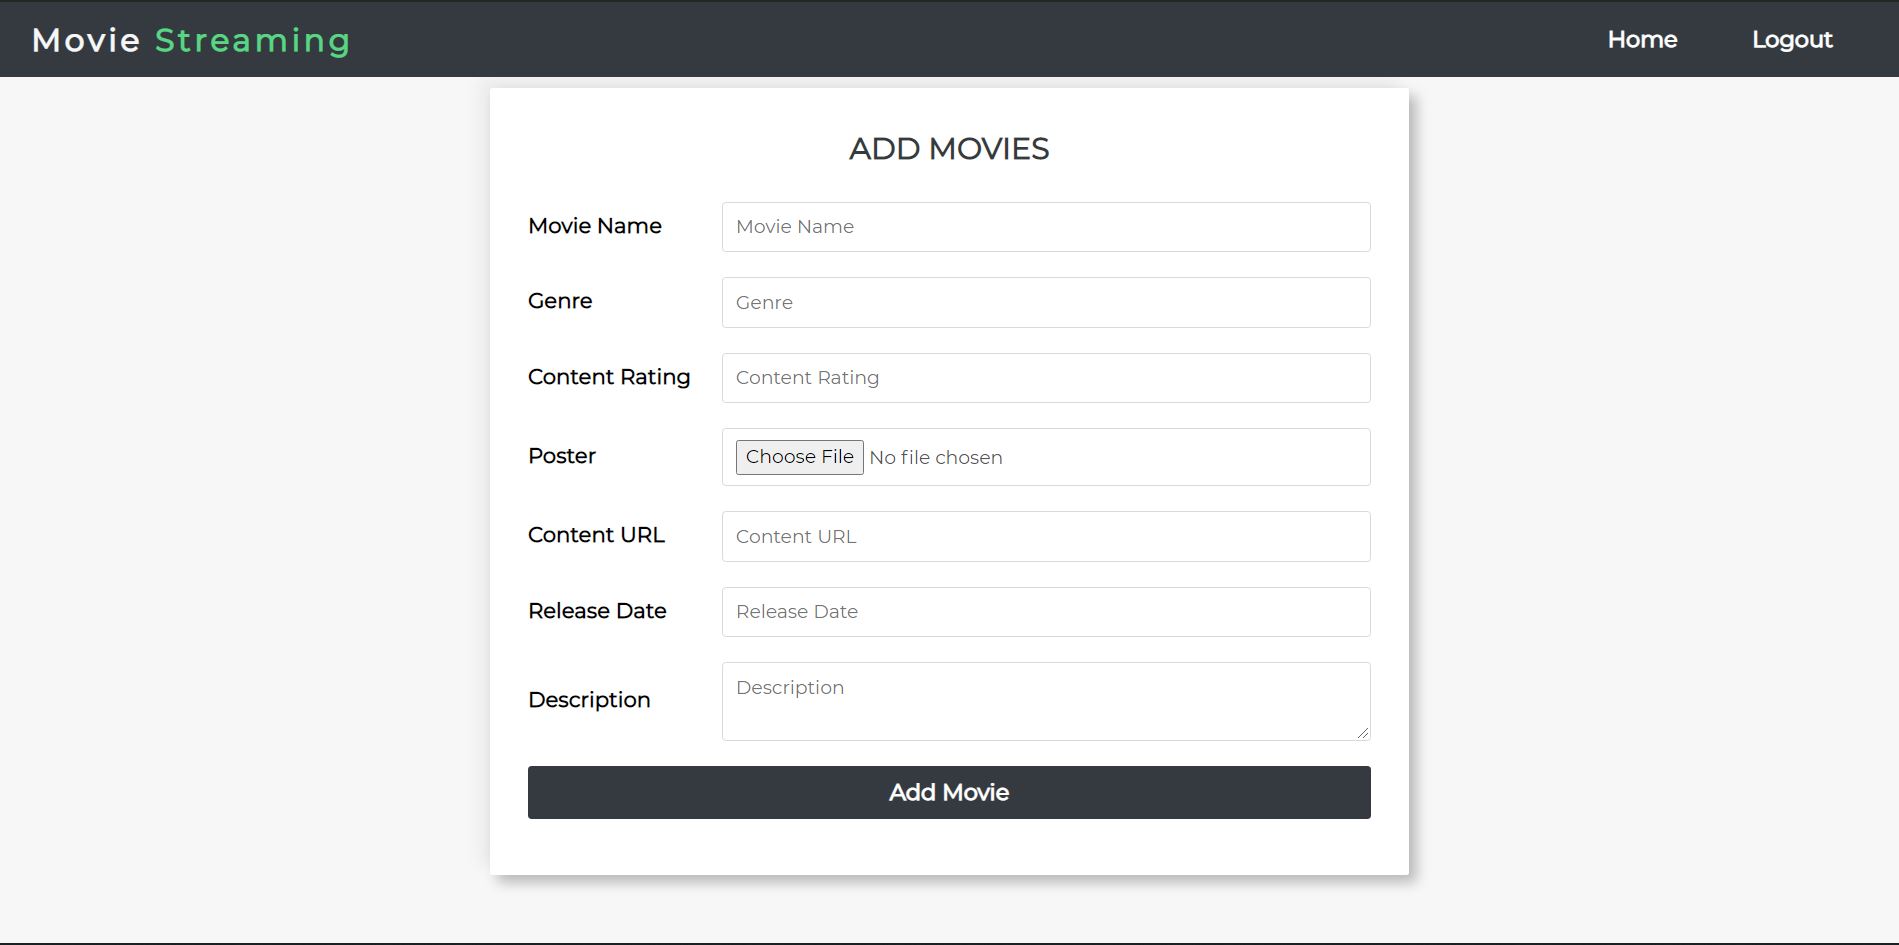 Movie Streaming Home Logout
ADD MOVIES
Movie Name Movie Name
Genre Genre
Content Rating Content Rating
Poster Choose File No file chosen
Content URL Content URL
Release Date Release Date
Description Description
Add Movie